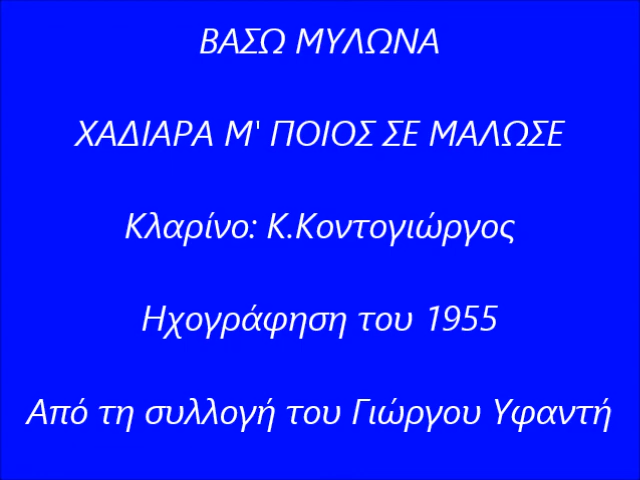 ΒΑΣΩ ΜΥΛΩΝΑ
ΧΑΔΙΑΡΑ Μ' ΠΟΙΟΣ ΣΕ ΜΑΛΩΣΕ
Κλαρίνο: Κ.Κοντογιώργος
Ηχογράφηση του 1955
Από τη συλλογή του Γιώργου Υφαντή